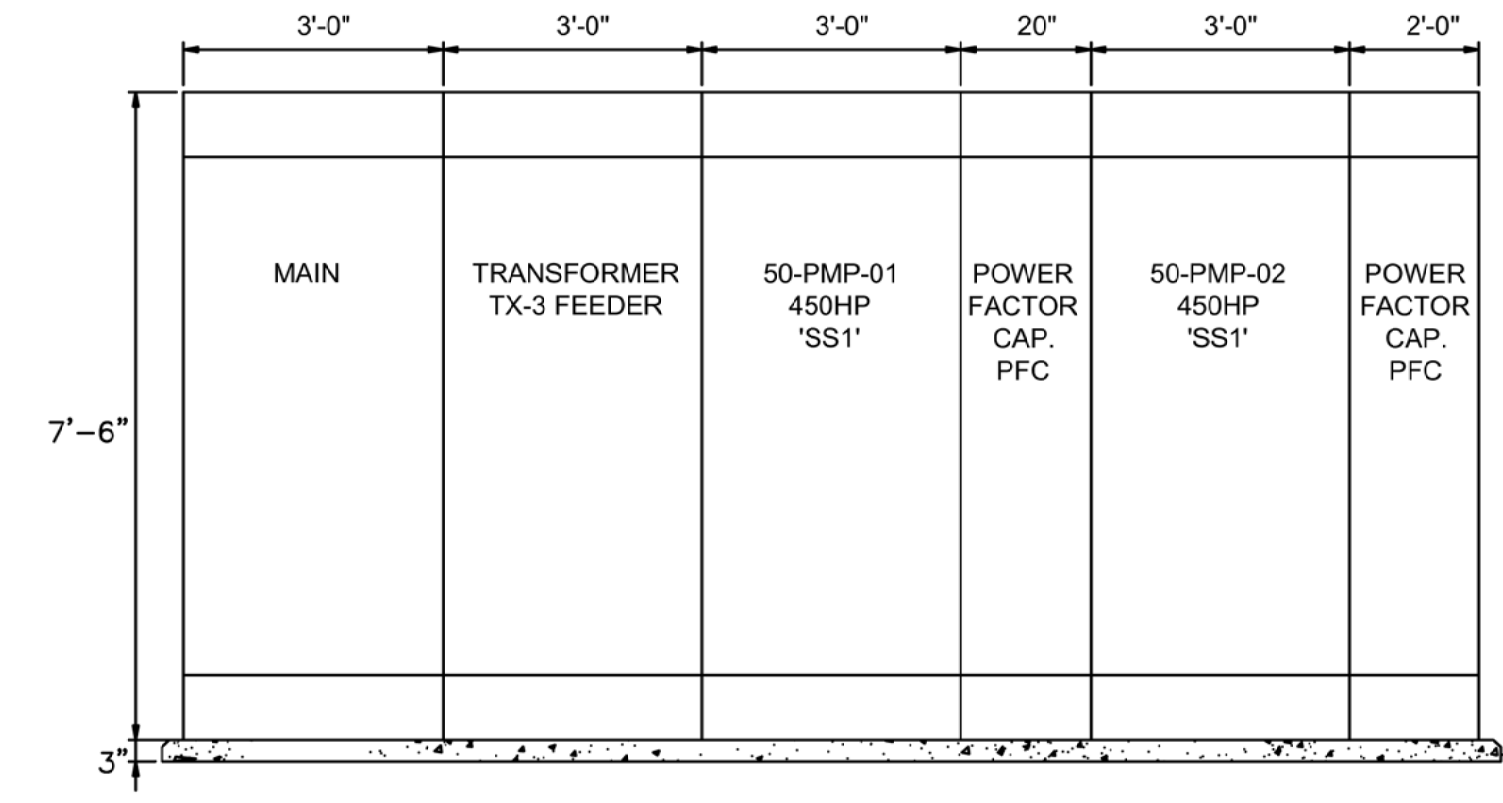 3'-0" 3'-0" 3'-0" 20" 3'-0" 2'-0"
MAIN
TRANSFORMER
TX-3 FEEDER
50-PMP-01
450HP
'SS1'
POWER
FACTOR
CAP.
PFC
50-PMP-02
450HP
'SS1'
POWER
FACTOR
CAP.
PFC
7’–6”
3”